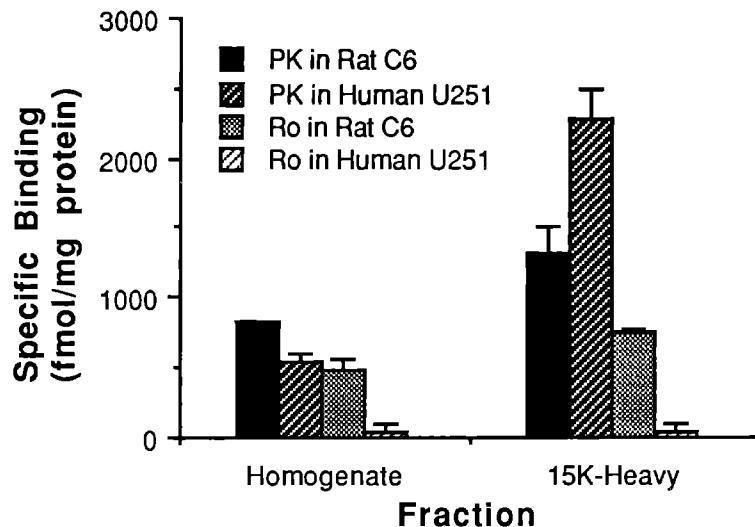 3000
2000
1000
0
Specific Binding
(fmol/mg protein)
PK in Rat C6
PK in Human U251
Ro in Rat C6
Ro in Human U251
Homogenate
15K-Heavy
Fraction